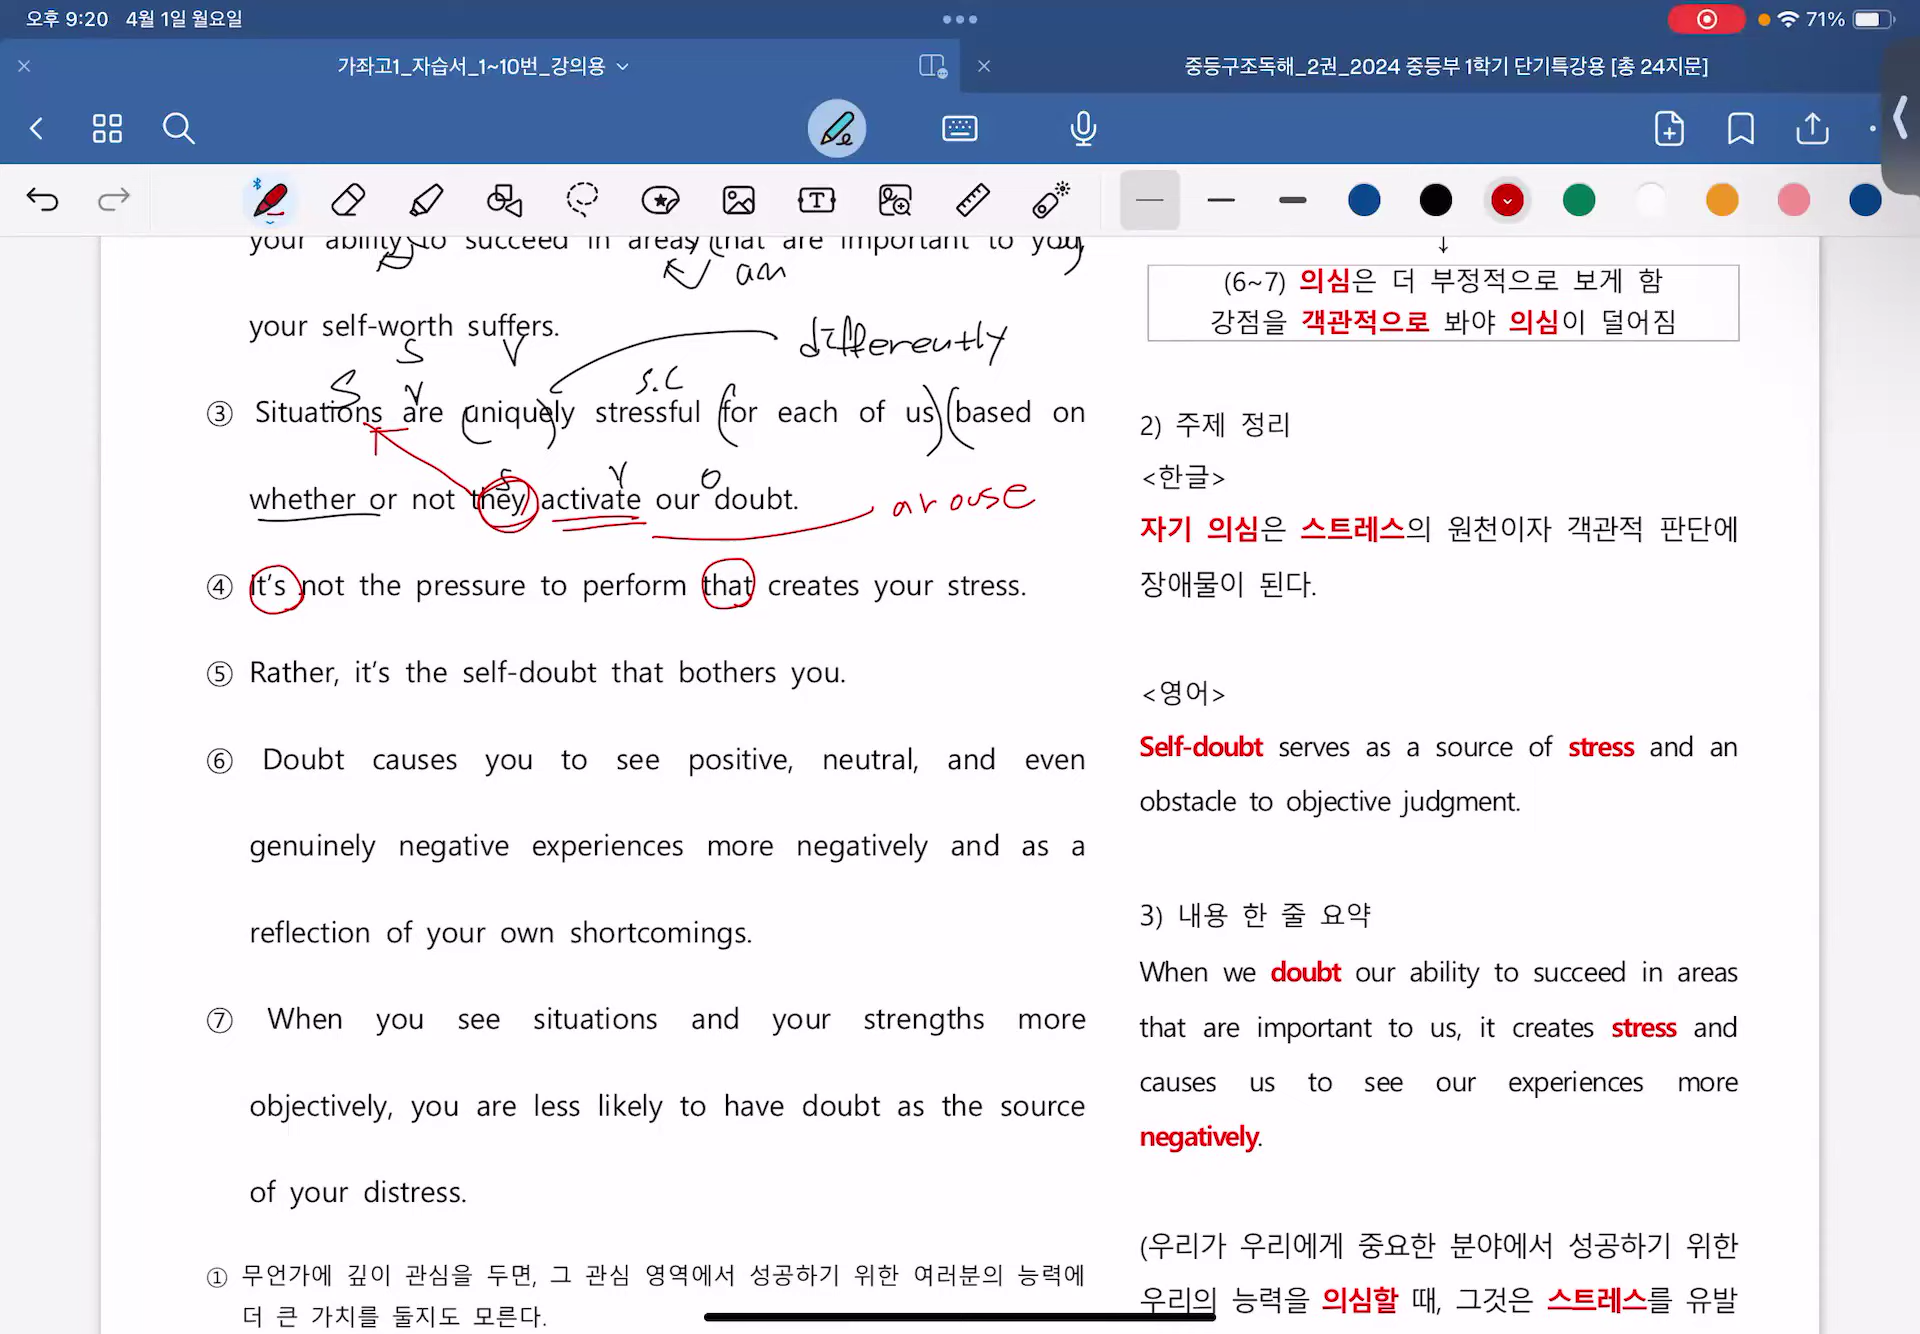 오후 9:20 4월 1일 월요일
71%
가좌고1_자습서_1~10번_강의용
중등구조독해_2권_2024 중등부 1학기 단기특강용 [총 24지문]
your ability to succeed in areas that are important to you,
an
your self-worth suffers.
S V
differently
S V S.C
③ Situations are uniquely stressful for each of us based on
S V O
whether or not they activate our doubt.
arouse
④ It's not the pressure to perform that creates your stress.
⑤ Rather, it's the self-doubt that bothers you.
⑥ Doubt causes you to see positive, neutral, and even
genuinely negative experiences more negatively and as a
reflection of your own shortcomings.
⑦ When you see situations and your strengths more
objectively, you are less likely to have doubt as the source
of your distress.
① 무언가에 깊이 관심을 두면, 그 관심 영역에서 성공하기 위한 여러분의 능력에
더 큰 가치를 둘지도 모른다.
↓
(6~7) 의심은 더 부정적으로 보게 함
강점을 객관적으로 봐야 의심이 덜어짐
2) 주제 정리
<한글>
자기 의심은 스트레스의 원천이자 객관적 판단에
장애물이 된다.
<영어>
Self-doubt serves as a source of stress and an
obstacle to objective judgment.
3) 내용 한 줄 요약
When we doubt our ability to succeed in areas
that are important to us, it creates stress and
causes us to see our experiences more
negatively.
(우리가 우리에게 중요한 분야에서 성공하기 위한
우리의 능력을 의심할 때, 그것은 스트레스를 유발